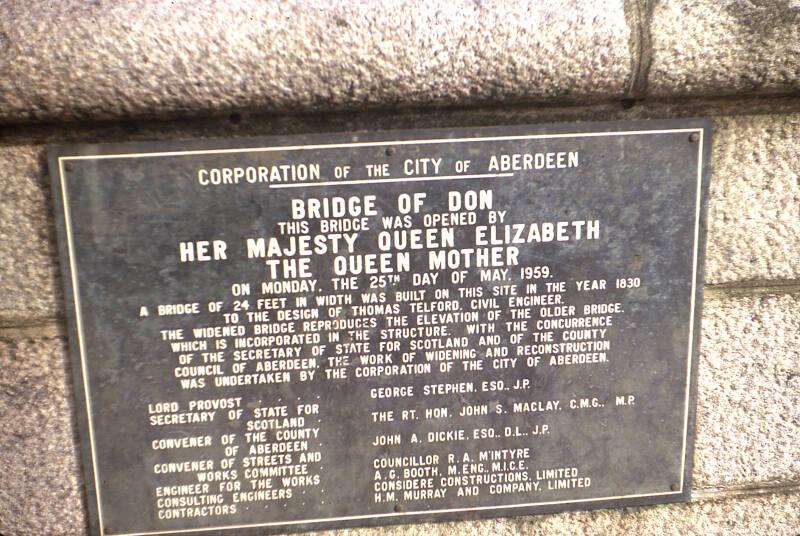 CORPORATION OF THE CITY OF ABERDEEN
BRIDGE OF DON
THIS BRIDGE WAS OPENED BY
HER MAJESTY QUEEN ELIZABETH
THE QUEEN MOTHER
ON MONDAY, THE 25TH DAY OF MAY, 1959.
A BRIDGE OF 24 FEET IN WIDTH WAS BUILT ON THIS SITE IN THE YEAR 1830
TO THE DESIGN OF THOMAS TELFORD, CIVIL ENGINEER.
THE WIDENED BRIDGE REPRODUCES THE ELEVATION OF THE OLDER BRIDGE.
WHICH IS INCORPORATED IN THE STRUCTURE. WITH THE CONCURRENCE
OF THE SECRETARY OF STATE FOR SCOTLAND AND OF THE COUNTY
COUNCIL OF ABERDEEN, THE WORK OF WIDENING AND RECONSTRUCTION
WAS UNDERTAKEN BY THE CORPORATION OF THE CITY OF ABERDEEN.
LORD PROVOST . . . . GEORGE STEPHEN, ESQ., J.P.
SECRETARY OF STATE FOR
SCOTLAND . THE RT. HON. JOHN S. MACLAY, C.M.G., M.P.
CONVENER OF THE COUNTY
OF ABERDEEN . JOHN A. DICKIE, ESQ., D.L., J.P.
CONVENER OF STREETS AND
WORKS COMMITTEE . COUNCILLOR R. A. M'INTYRE
ENGINEER FOR THE WORKS . A. G. BOOTH, M.ENG., M.I.C.E.
CONSULTING ENGINEERS . . CONSIDERE CONSTRUCTIONS, LIMITED
CONTRACTORS . . . . H.M. MURRAY AND COMPANY, LIMITED